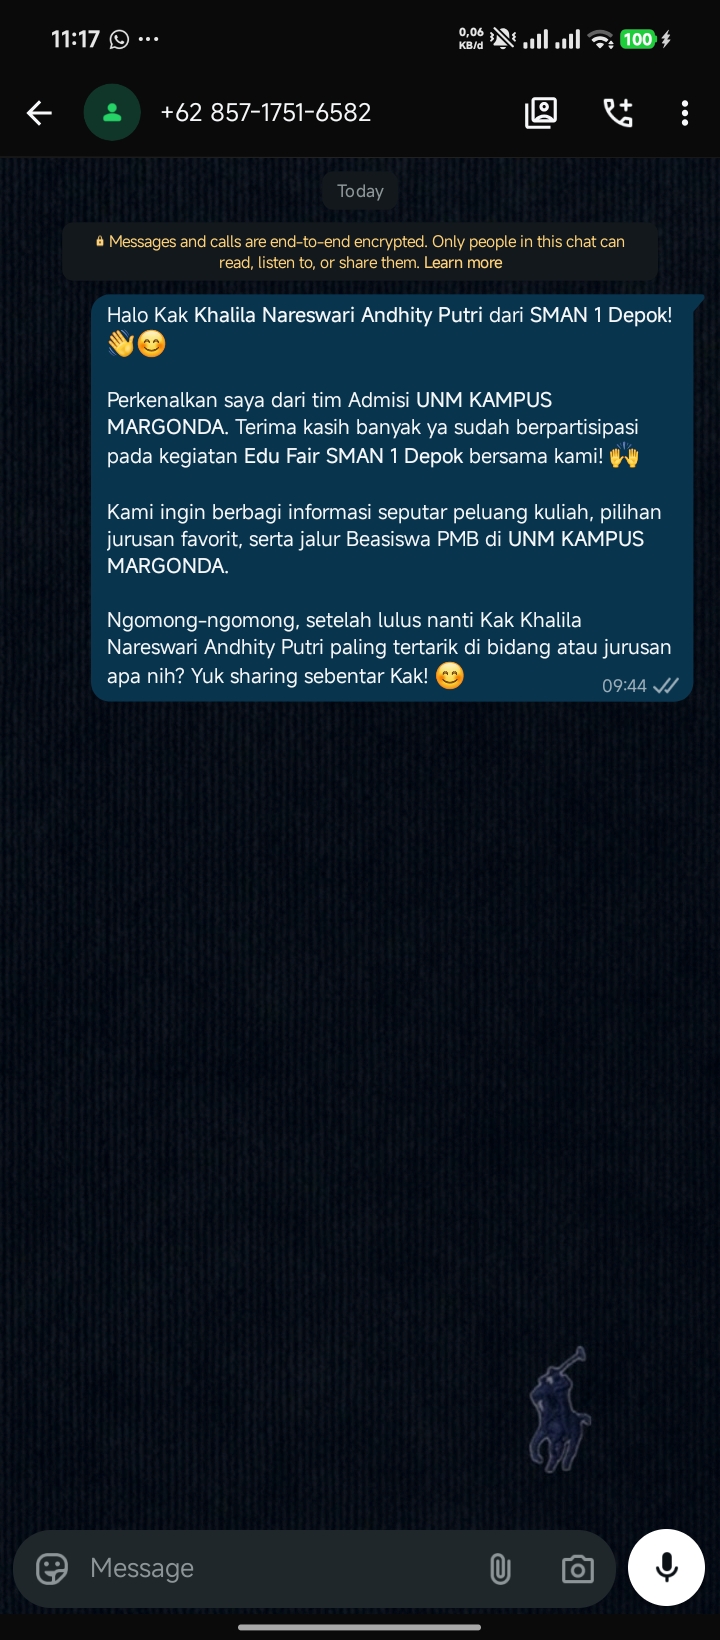 11:17
0,06
KB/d
100
+62 857-1751-6582
Today
Messages and calls are end-to-end encrypted. Only people in this chat can
read, listen to, or share them. Learn more
Halo Kak Khalila Nareswari Andhity Putri dari SMAN 1 Depok!
👋😊
Perkenalkan saya dari tim Admisi UNM KAMPUS
MARGONDA. Terima kasih banyak ya sudah berpartisipasi
pada kegiatan Edu Fair SMAN 1 Depok bersama kami! 🙌
Kami ingin berbagi informasi seputar peluang kuliah, pilihan
jurusan favorit, serta jalur Beasiswa PMB di UNM KAMPUS
MARGONDA.
Ngomong-ngomong, setelah lulus nanti Kak Khalila
Nareswari Andhity Putri paling tertarik di bidang atau jurusan
apa nih? Yuk sharing sebentar Kak! 😊
09:44
Message